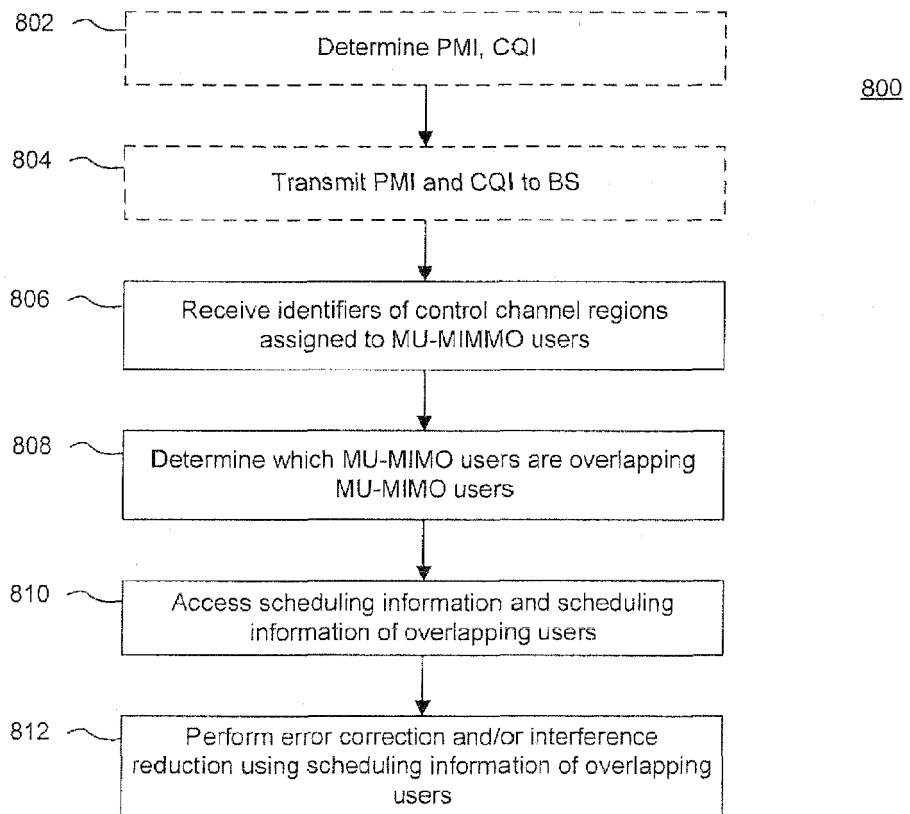 802
Determine PMI, CQI
800
804
Transmit PMI and CQI to BS
806
Receive identifiers of control channel regions
assigned to MU-MIMMO users
808
Determine which MU-MIMO users are overlapping
MU-MIMO users
810
Access scheduling information and scheduling
information of overlapping users
812
Perform error correction and/or interference
reduction using scheduling information of overlapping
users